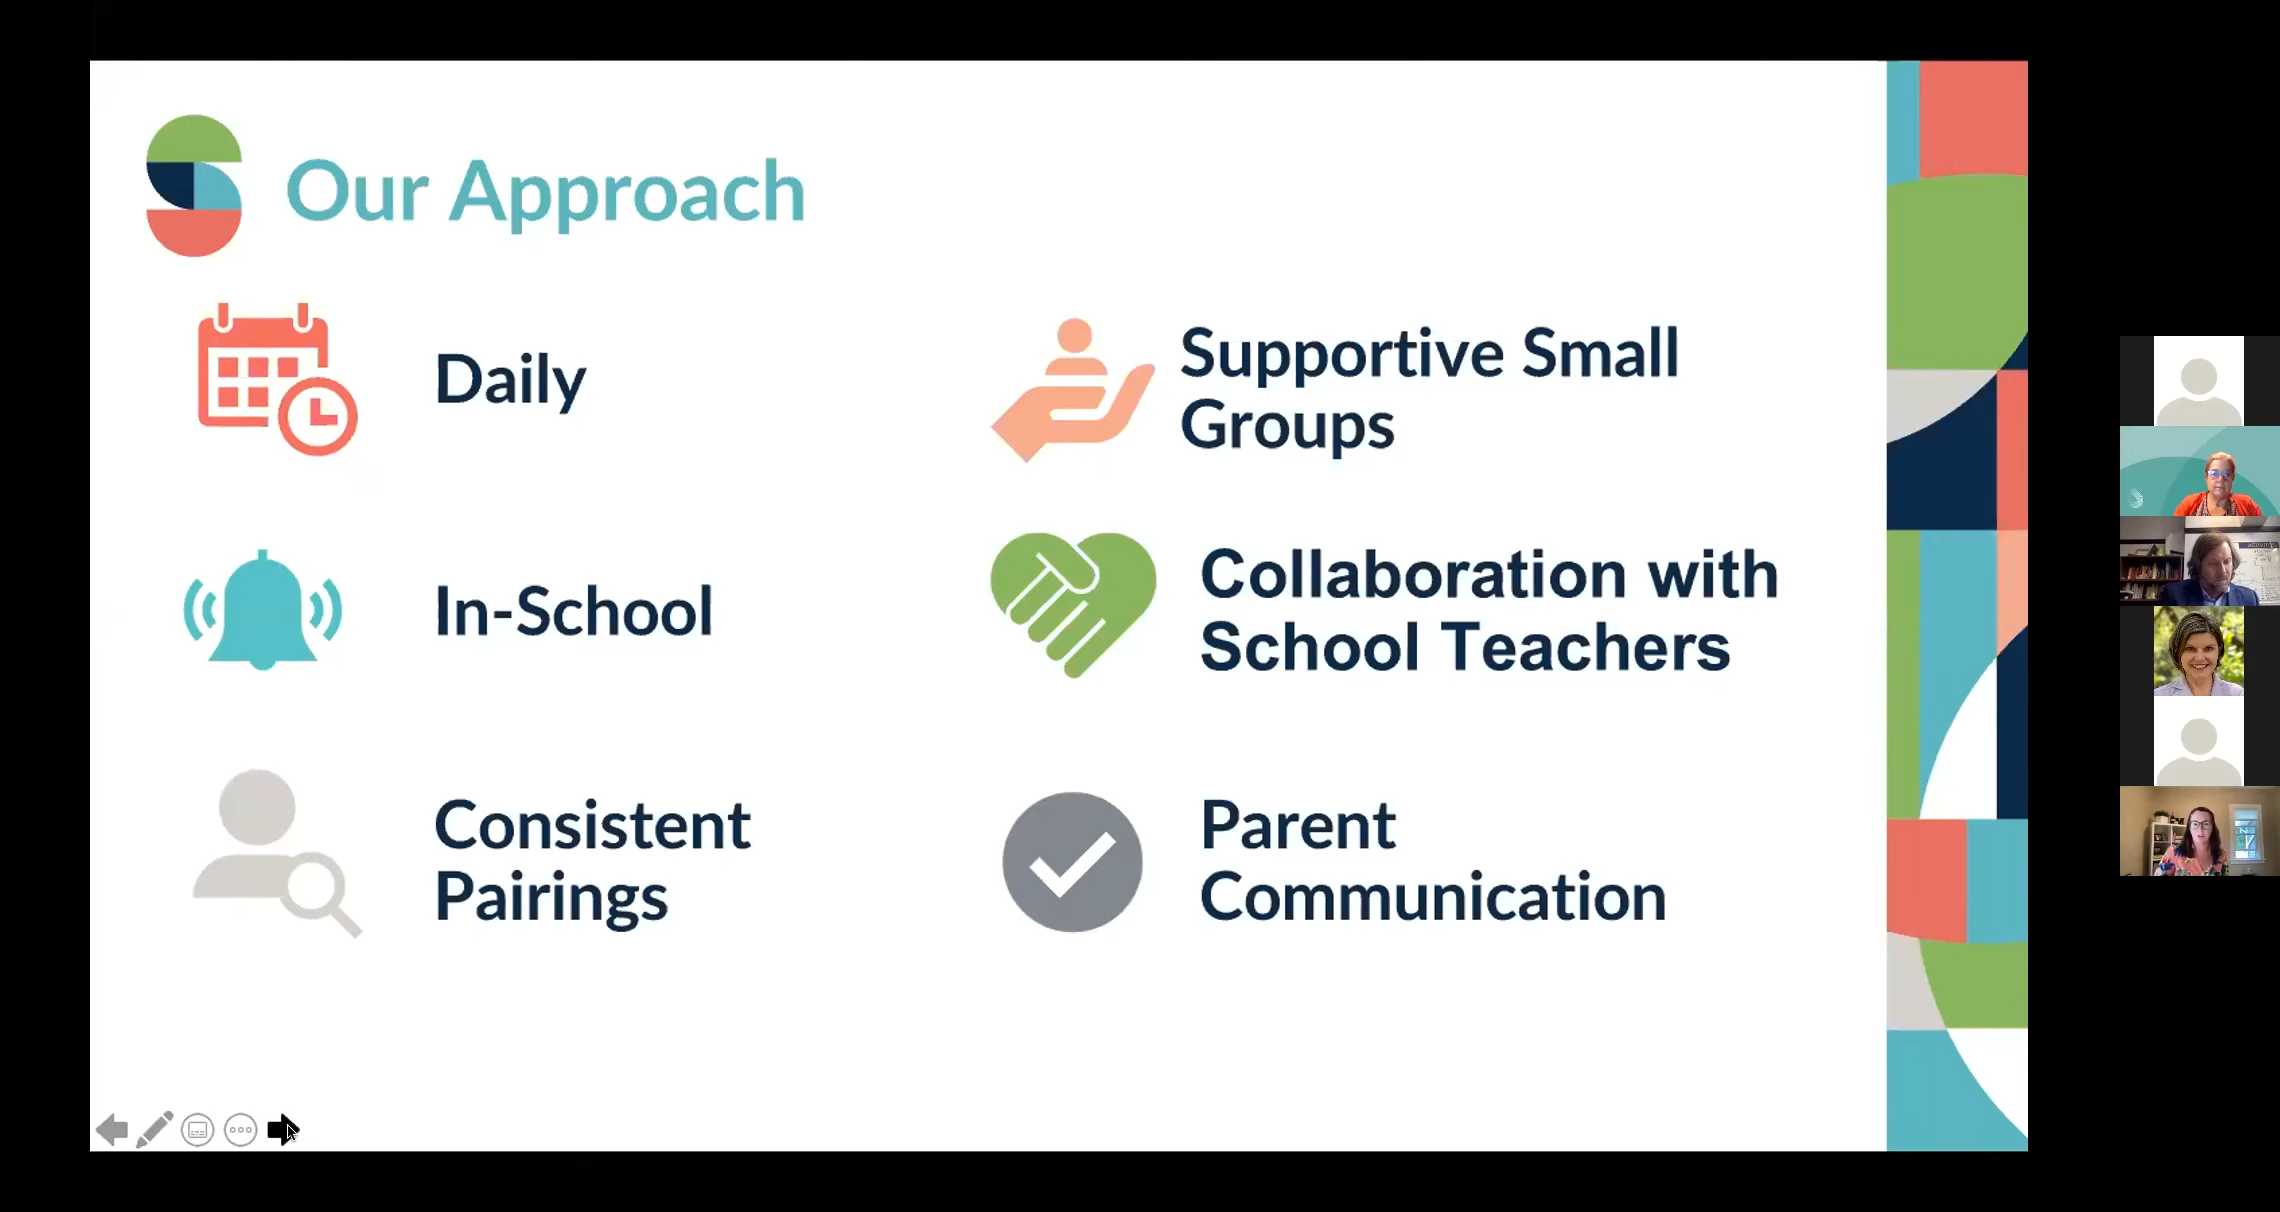 Our Approach
Daily
In-School
Consistent
Pairings
Supportive Small
Groups
Collaboration with
School Teachers
Parent
Communication